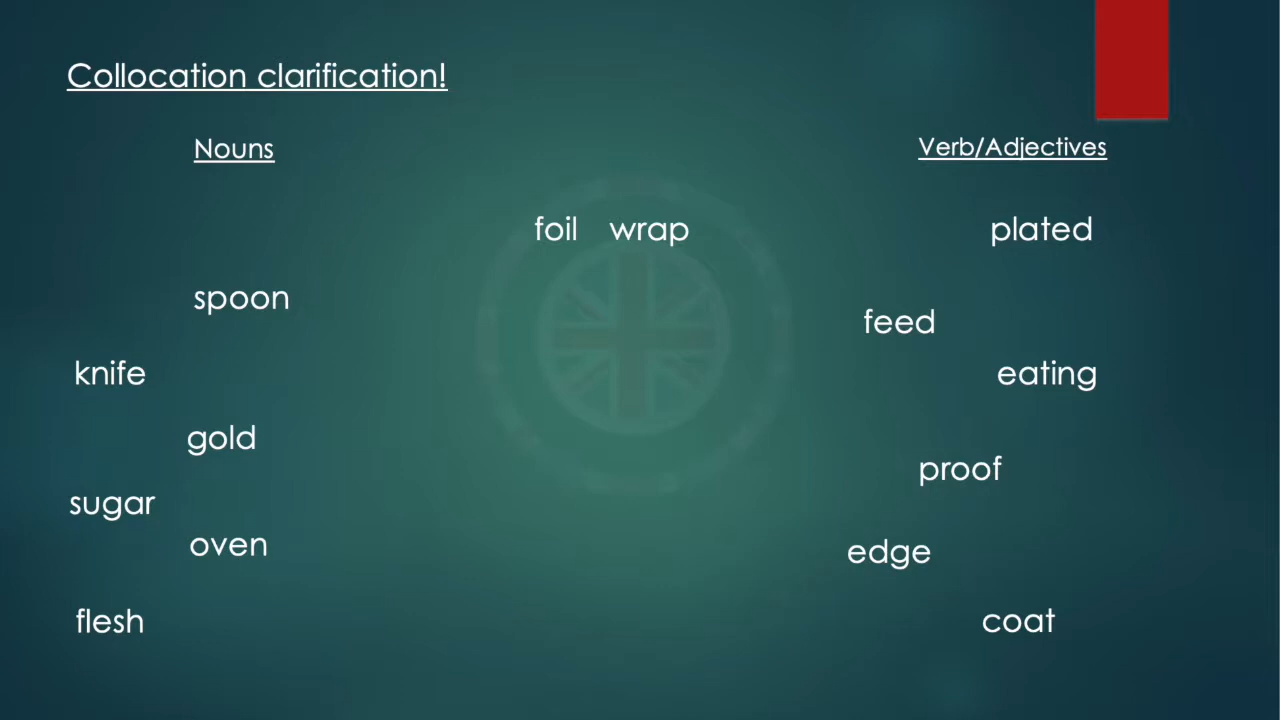 Collocation clarification!
Nouns
Verb/Adjectives
foil wrap
plated
spoon
feed
knife
eating
gold
proof
sugar
oven
edge
flesh
coat